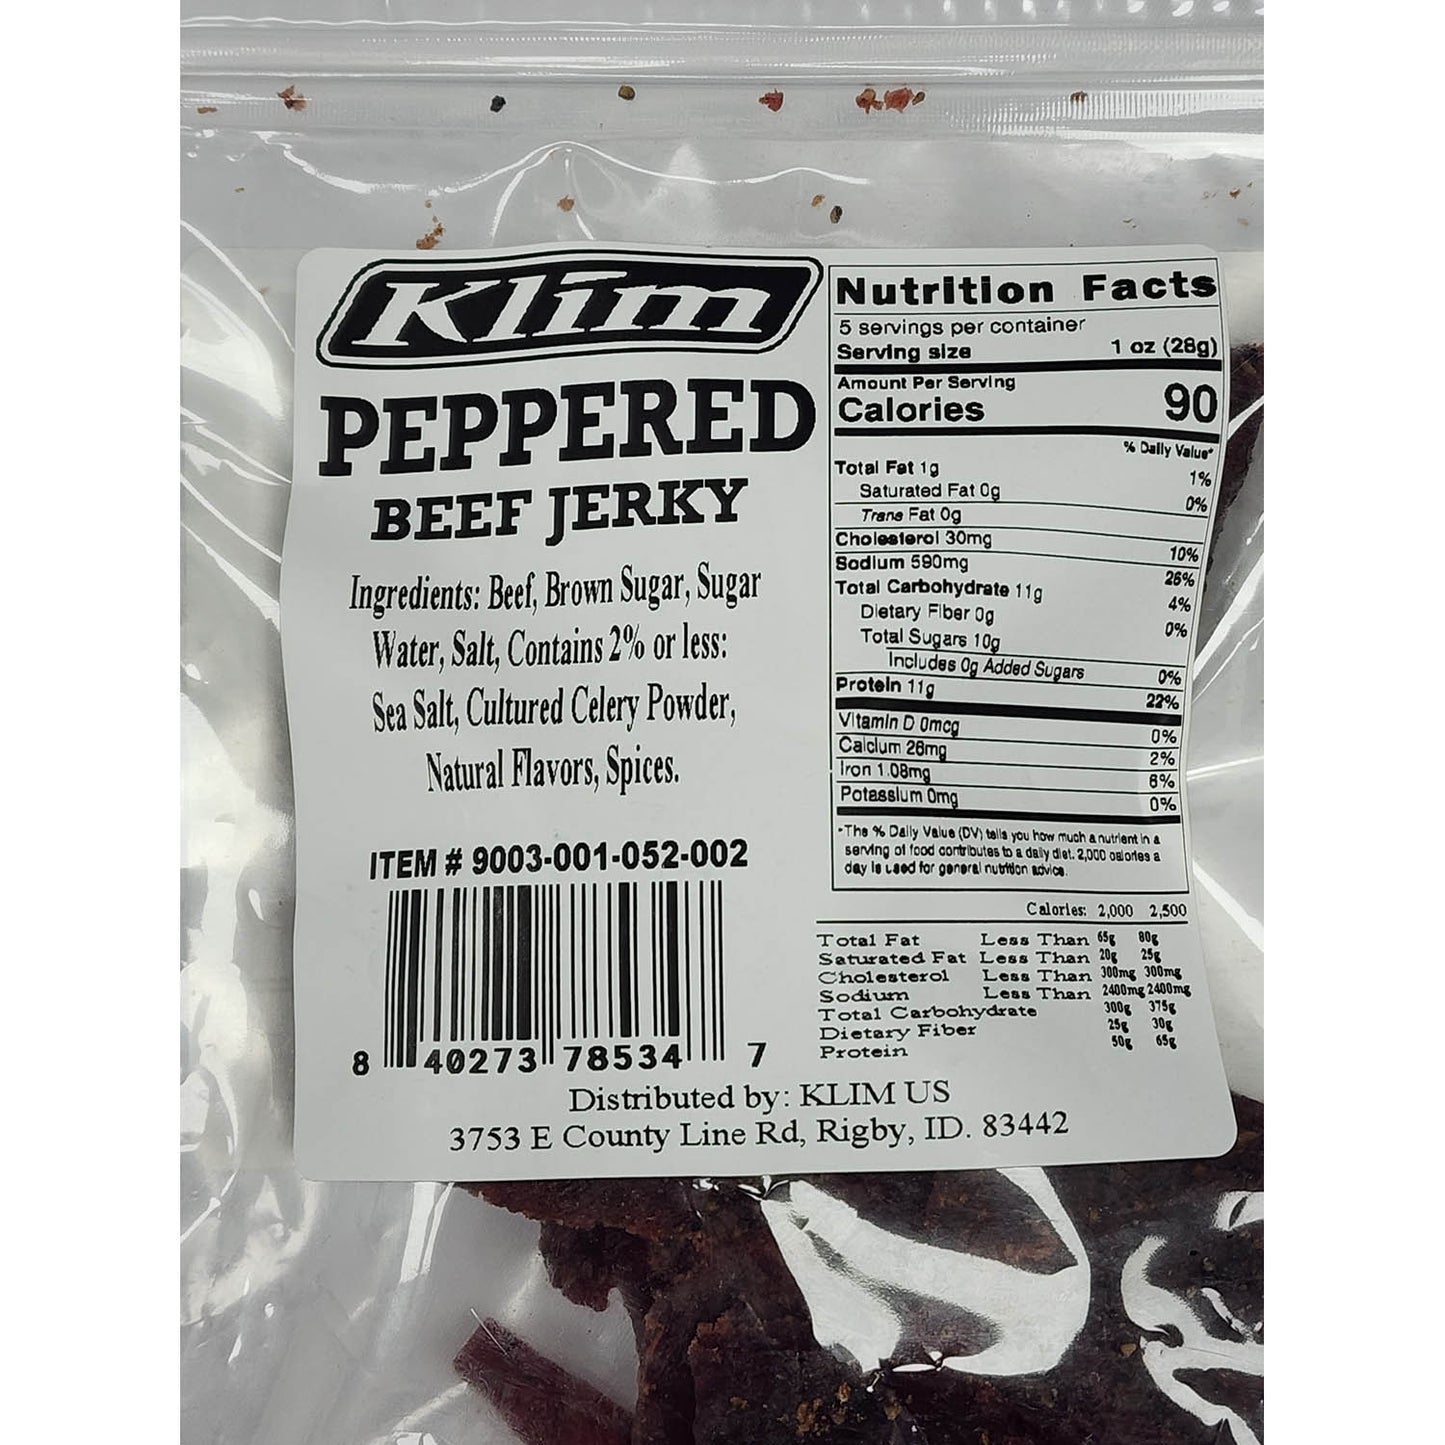 Klim
PEPPERED
BEEF JERKY
Ingredients: Beef, Brown Sugar, Sugar
Water, Salt, Contains 2% or less:
Sea Salt, Cultured Celery Powder,
Natural Flavors, Spices.
ITEM # 9003-001-052-002
8 40273 78534 7
Nutrition Facts
5 servings per container
Serving size 1 oz (28g)
Amount Per Serving
Calories 90
% Daily Value*
Total Fat 1g 1%
Saturated Fat 0g 0%
Trans Fat 0g
Cholesterol 30mg 10%
Sodium 590mg 26%
Total Carbohydrate 11g 4%
Dietary Fiber 0g 0%
Total Sugars 10g
Includes 0g Added Sugars 0%
Protein 11g 22%
Vitamin D 0mcg 0%
Calcium 26mg 2%
Iron 1.08mg 6%
Potassium 0mg 0%
*The % Daily Value (DV) tells you how much a nutrient in a
serving of food contributes to a daily diet. 2,000 calories a
day is used for general nutrition advice.
Calories: 2,000 2,500
Total Fat Less Than 65g 80g
Saturated Fat Less Than 20g 25g
Cholesterol Less Than 300mg 300mg
Sodium Less Than 2400mg 2400mg
Total Carbohydrate 300g 375g
Dietary Fiber 25g 30g
Protein 50g 65g
Distributed by: KLIM US
3753 E County Line Rd, Rigby, ID. 83442